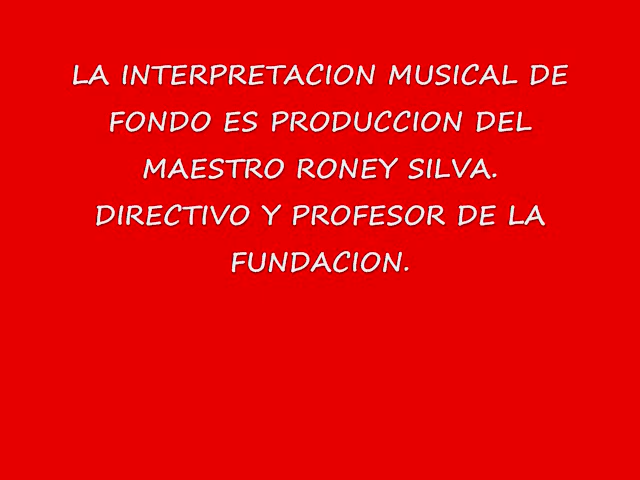 LA INTERPRETACION MUSICAL DE
FONDO ES PRODUCCION DEL
MAESTRO RONEY SILVA.
DIRECTIVO Y PROFESOR DE LA
FUNDACION.